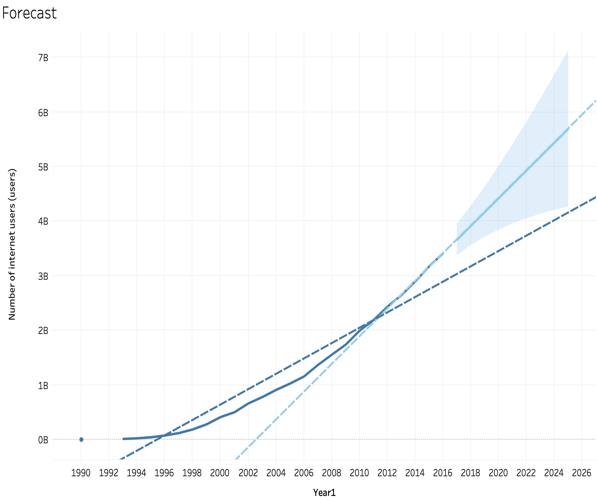 Forecast
7B
6B
5B
4B
3B
2B
1B
0B
Number of internet users (users)
1990 1992 1994 1996 1998 2000 2002 2004 2006 2008 2010 2012 2014 2016 2018 2020 2022 2024 2026
Year1